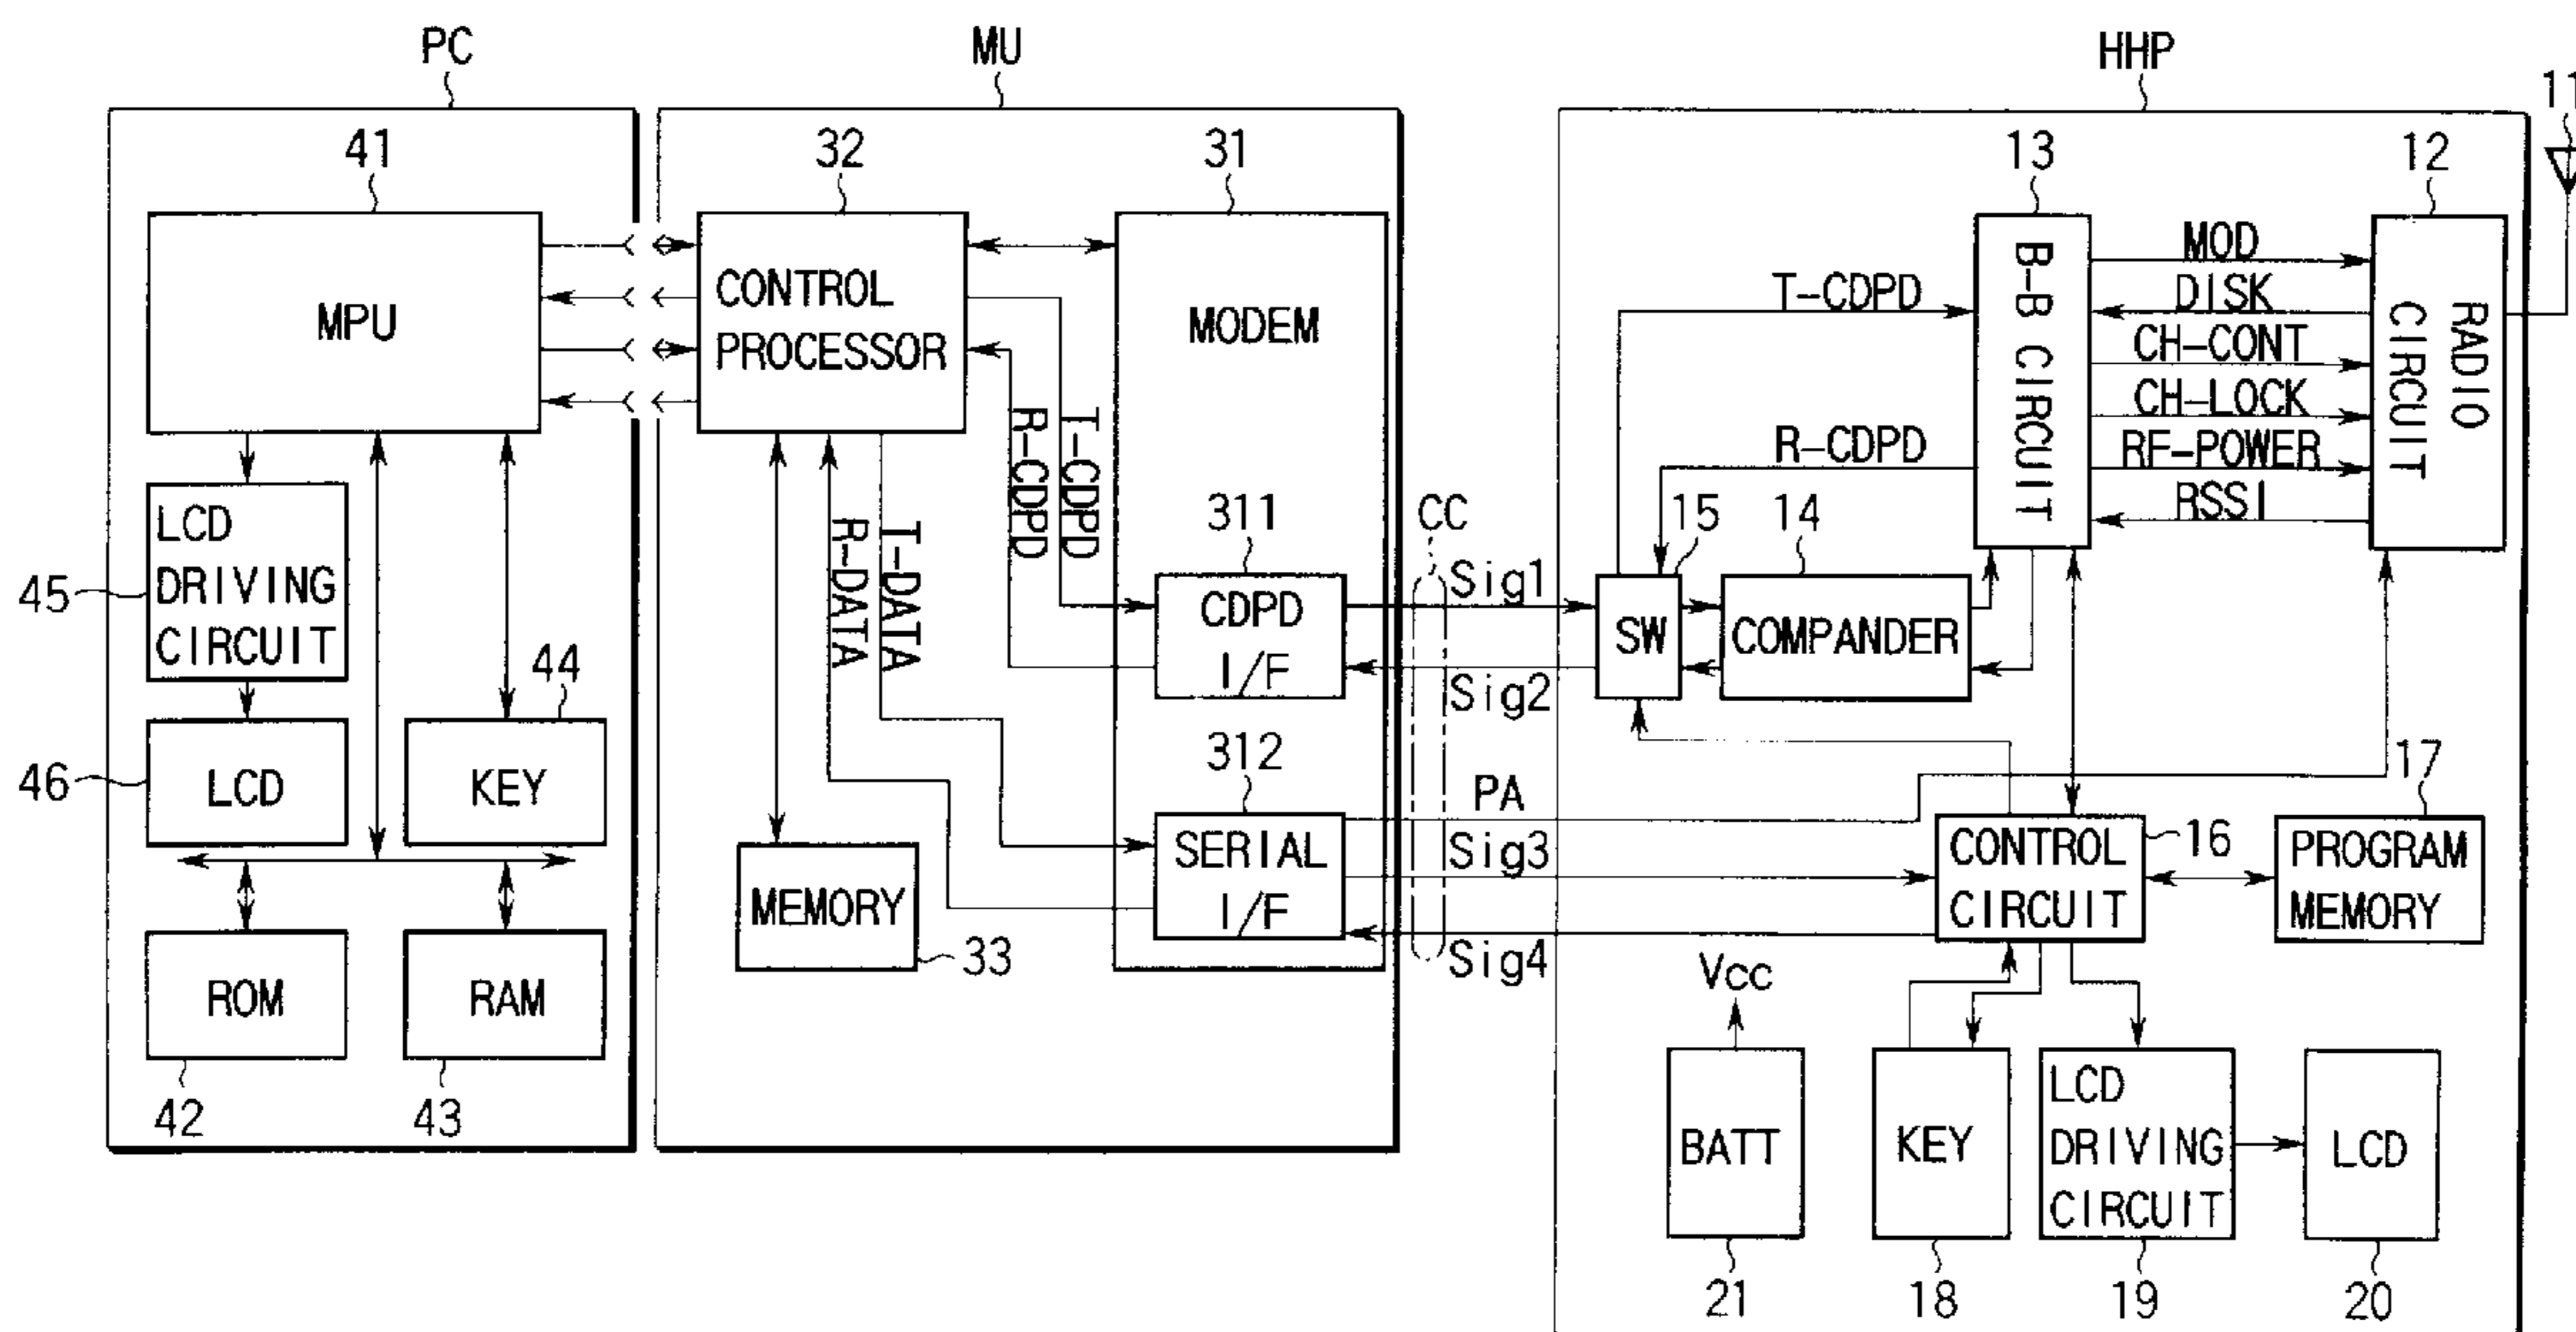 PC
41
MPU
LCD
DRIVING
CIRCUIT
45
44
LCD
46
KEY
ROM
42
RAM
43
MU
32
CONTROL
PROCESSOR
31
MODEM
R-CDPD
T-CDPD
R-DATA
T-DATA
311
CDPD
I/F
312
SERIAL
I/F
MEMORY
33
CC
Sig1
Sig2
PA
Sig3
Sig4
HHP
11
13
B-B CIRCUIT
12
RADIO
CIRCUIT
MOD
DISK
CH-CONT
CH-LOCK
RF-POWER
RSSI
T-CDPD
R-CDPD
15
SW
14
COMPANDER
CONTROL
CIRCUIT
16
17
PROGRAM
MEMORY
Vcc
BATT
21
KEY
18
LCD
DRIVING
CIRCUIT
19
LCD
20